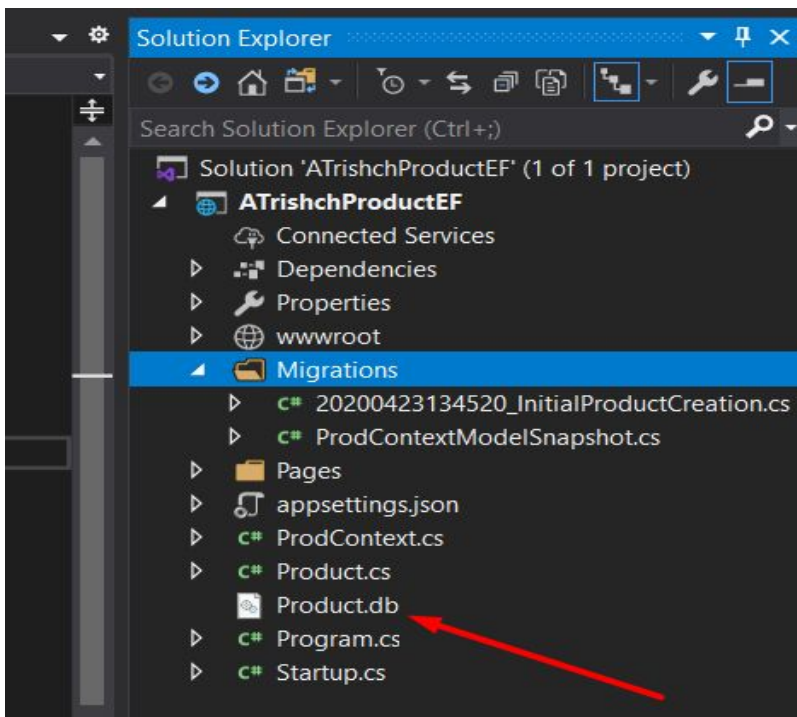 Solution Explorer
Search Solution Explorer (Ctrl+;)
Solution 'ATrishchProductEF' (1 of 1 project)
ATrishchProductEF
Connected Services
Dependencies
Properties
wwwroot
Migrations
C# 20200423134520_InitialProductCreation.cs
C# ProdContextModelSnapshot.cs
Pages
appsettings.json
C# ProdContext.cs
C# Product.cs
Product.db
C# Program.cs
C# Startup.cs